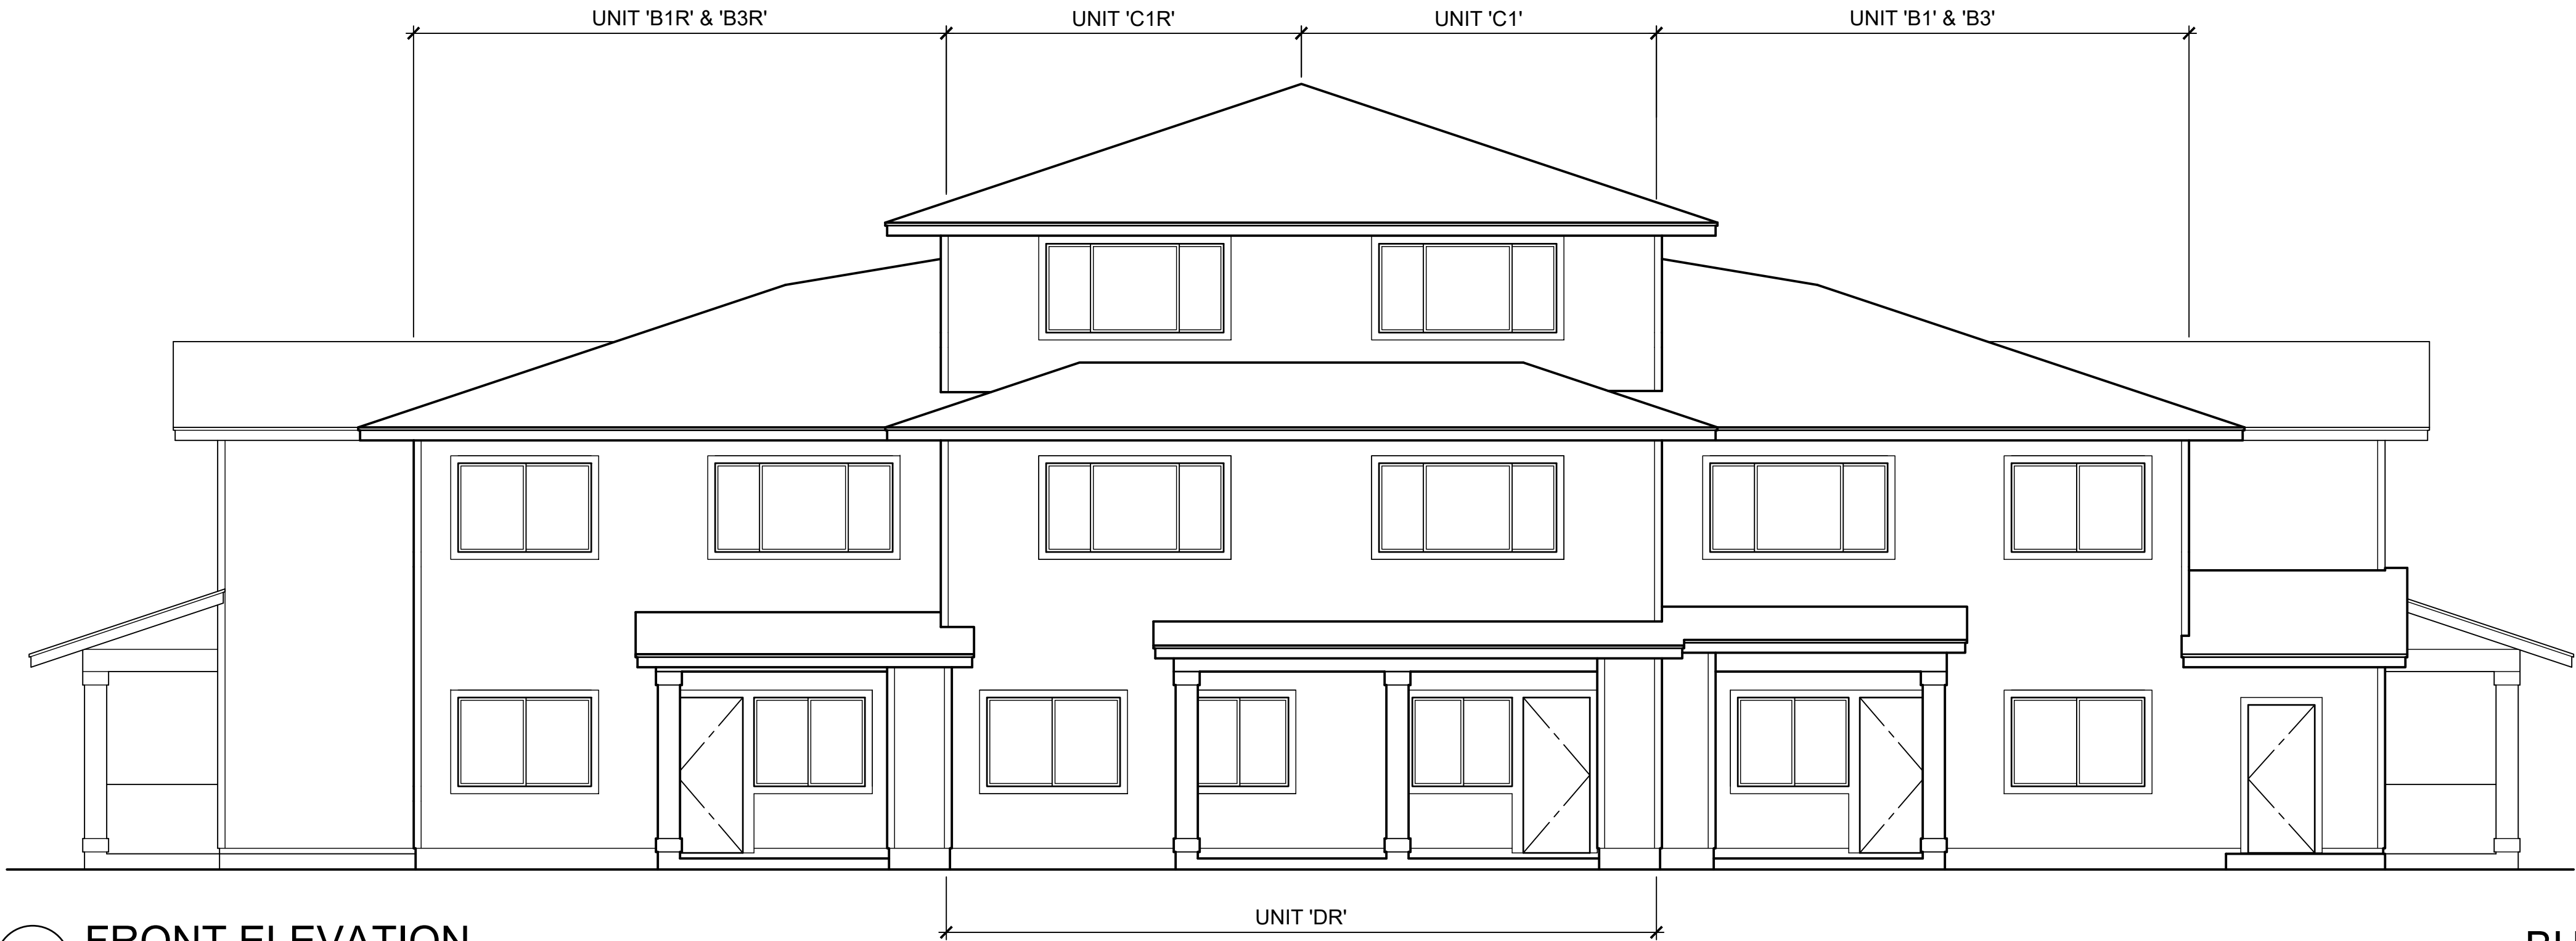 UNIT 'B1R' & 'B3R'
UNIT 'C1R'
UNIT 'C1'
UNIT 'B1' & 'B3'
UNIT 'DR'
FRONT ELEVATION